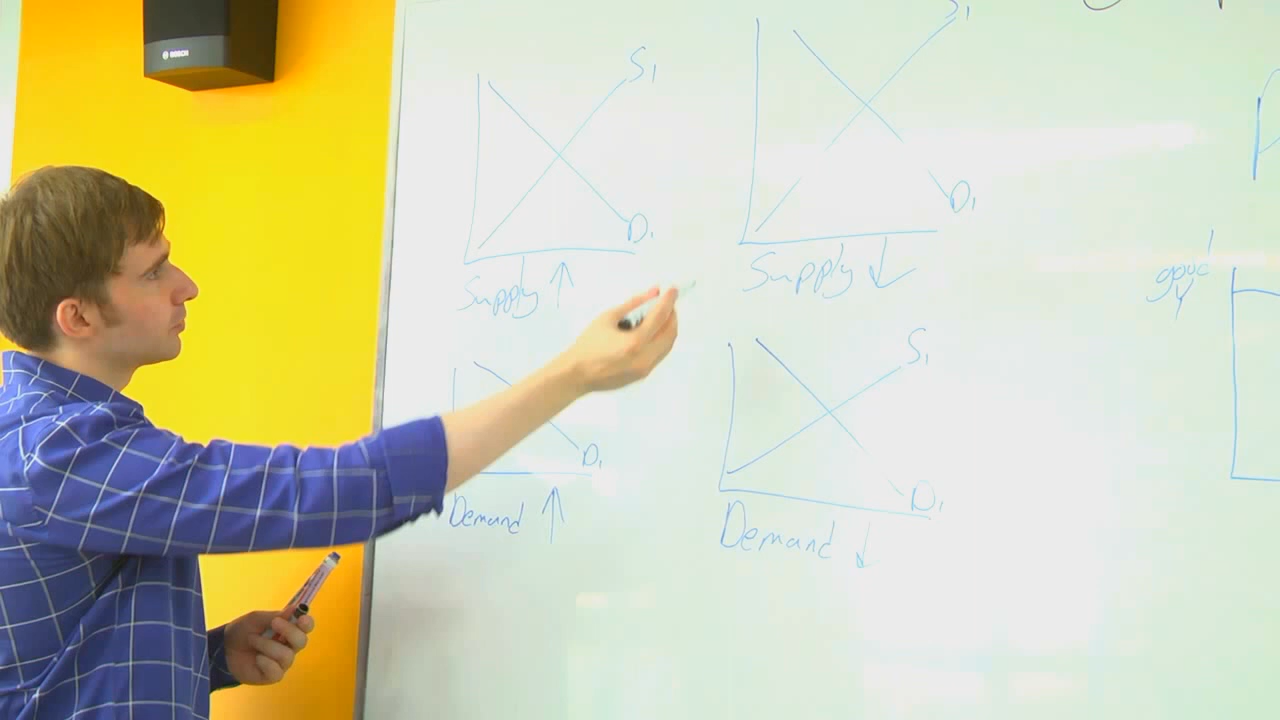 BOSCH
S1
D1
Supply ↑
S1
D1
Supply ↓
D1
Demand ↑
S1
D1
Demand ↓
good